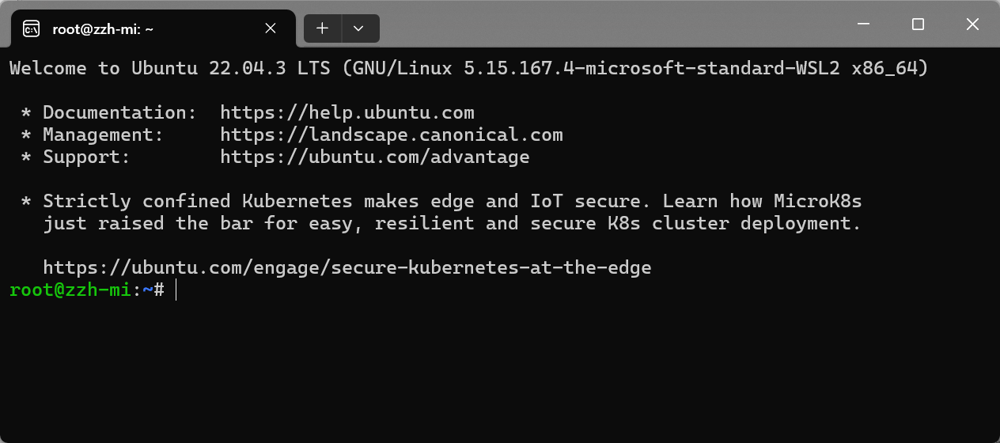 root@zzh-mi: ~
Welcome to Ubuntu 22.04.3 LTS (GNU/Linux 5.15.167.4-microsoft-standard-WSL2 x86_64)
* Documentation:  https://help.ubuntu.com
* Management:     https://landscape.canonical.com
* Support:        https://ubuntu.com/advantage
* Strictly confined Kubernetes makes edge and IoT secure. Learn how MicroK8s
just raised the bar for easy, resilient and secure K8s cluster deployment.
https://ubuntu.com/engage/secure-kubernetes-at-the-edge
root@zzh-mi:~#